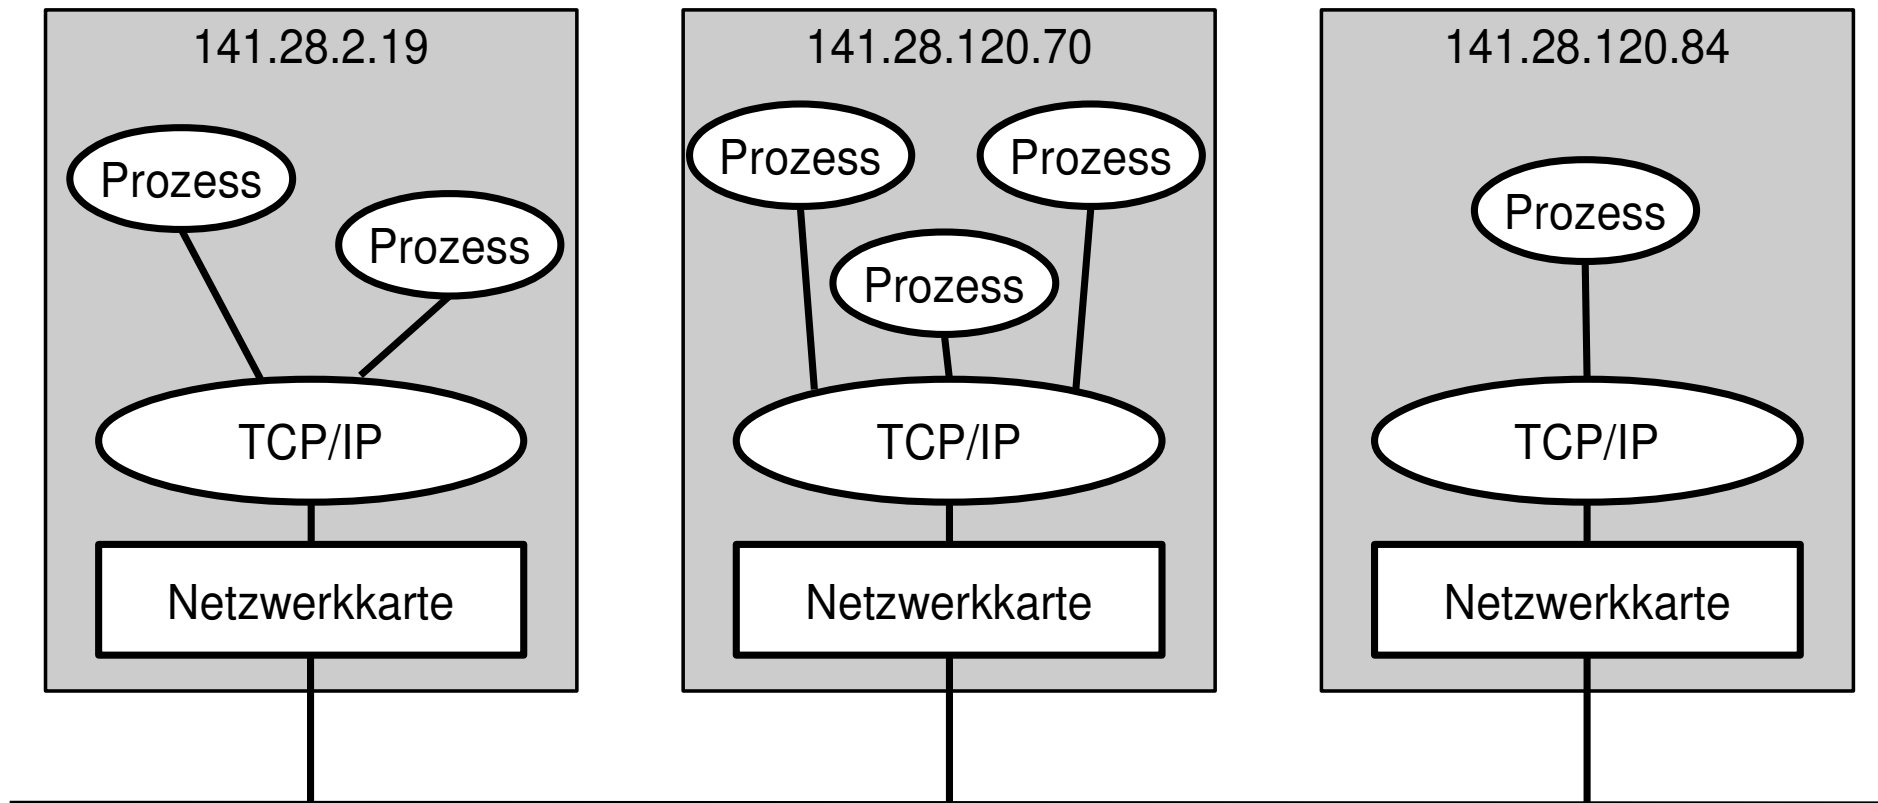 141.28.2.19
Prozess
Prozess
TCP/IP
Netzwerkkarte
141.28.120.70
Prozess
Prozess
Prozess
TCP/IP
Netzwerkkarte
141.28.120.84
Prozess
TCP/IP
Netzwerkkarte